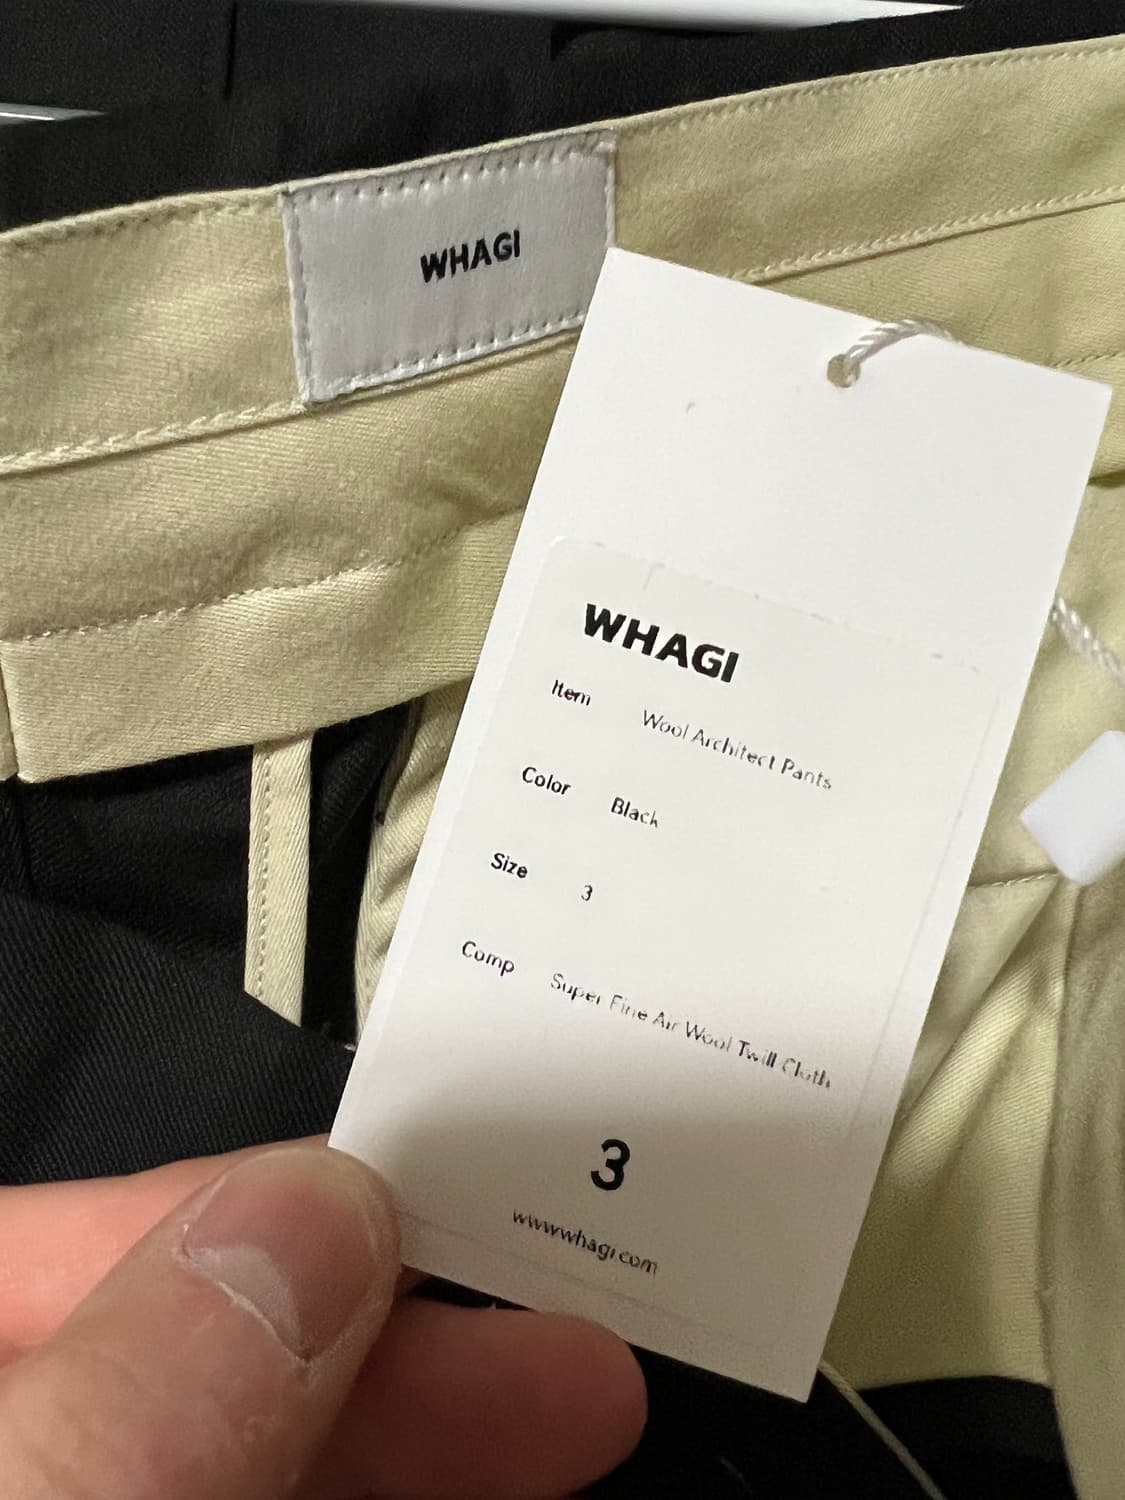 WHAGI
WHAGI
Item Wool Architect Pants
Color Black
Size 3
Comp Super Fine Air Wool Twill Cloth
3
www.whagi.com